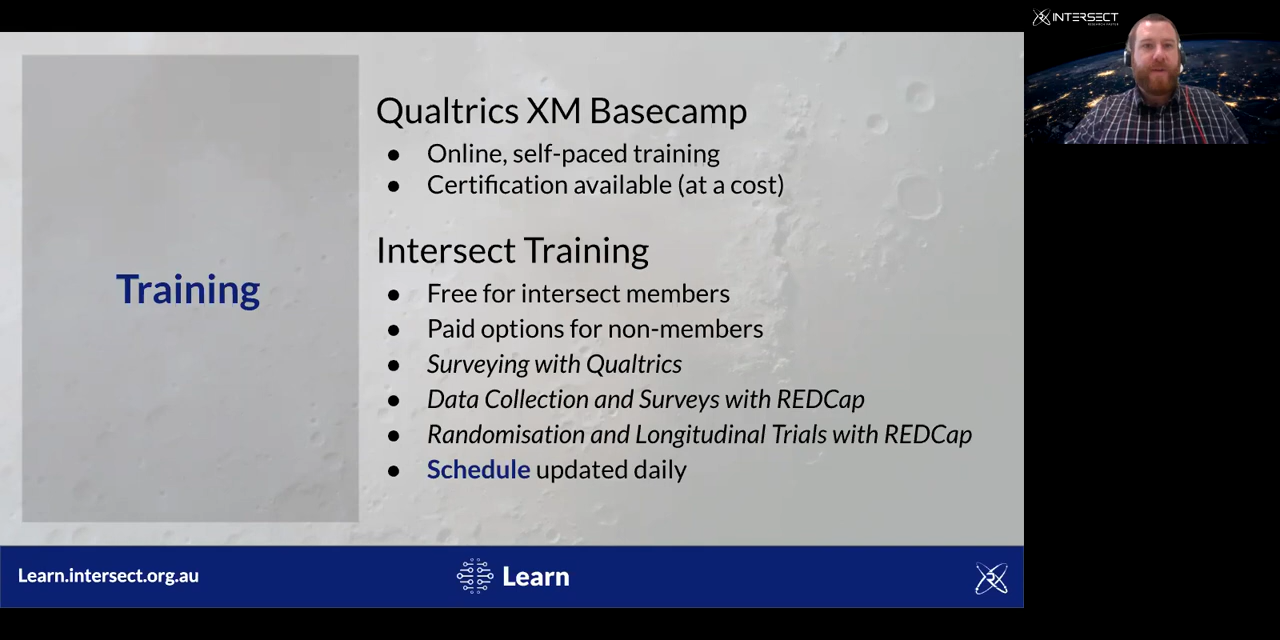 Training
Qualtrics XM Basecamp
● Online, self-paced training
● Certification available (at a cost)
Intersect Training
● Free for intersect members
● Paid options for non-members
● Surveying with Qualtrics
● Data Collection and Surveys with REDCap
● Randomisation and Longitudinal Trials with REDCap
● Schedule updated daily
Learn.intersect.org.au
Learn
INTERSECT